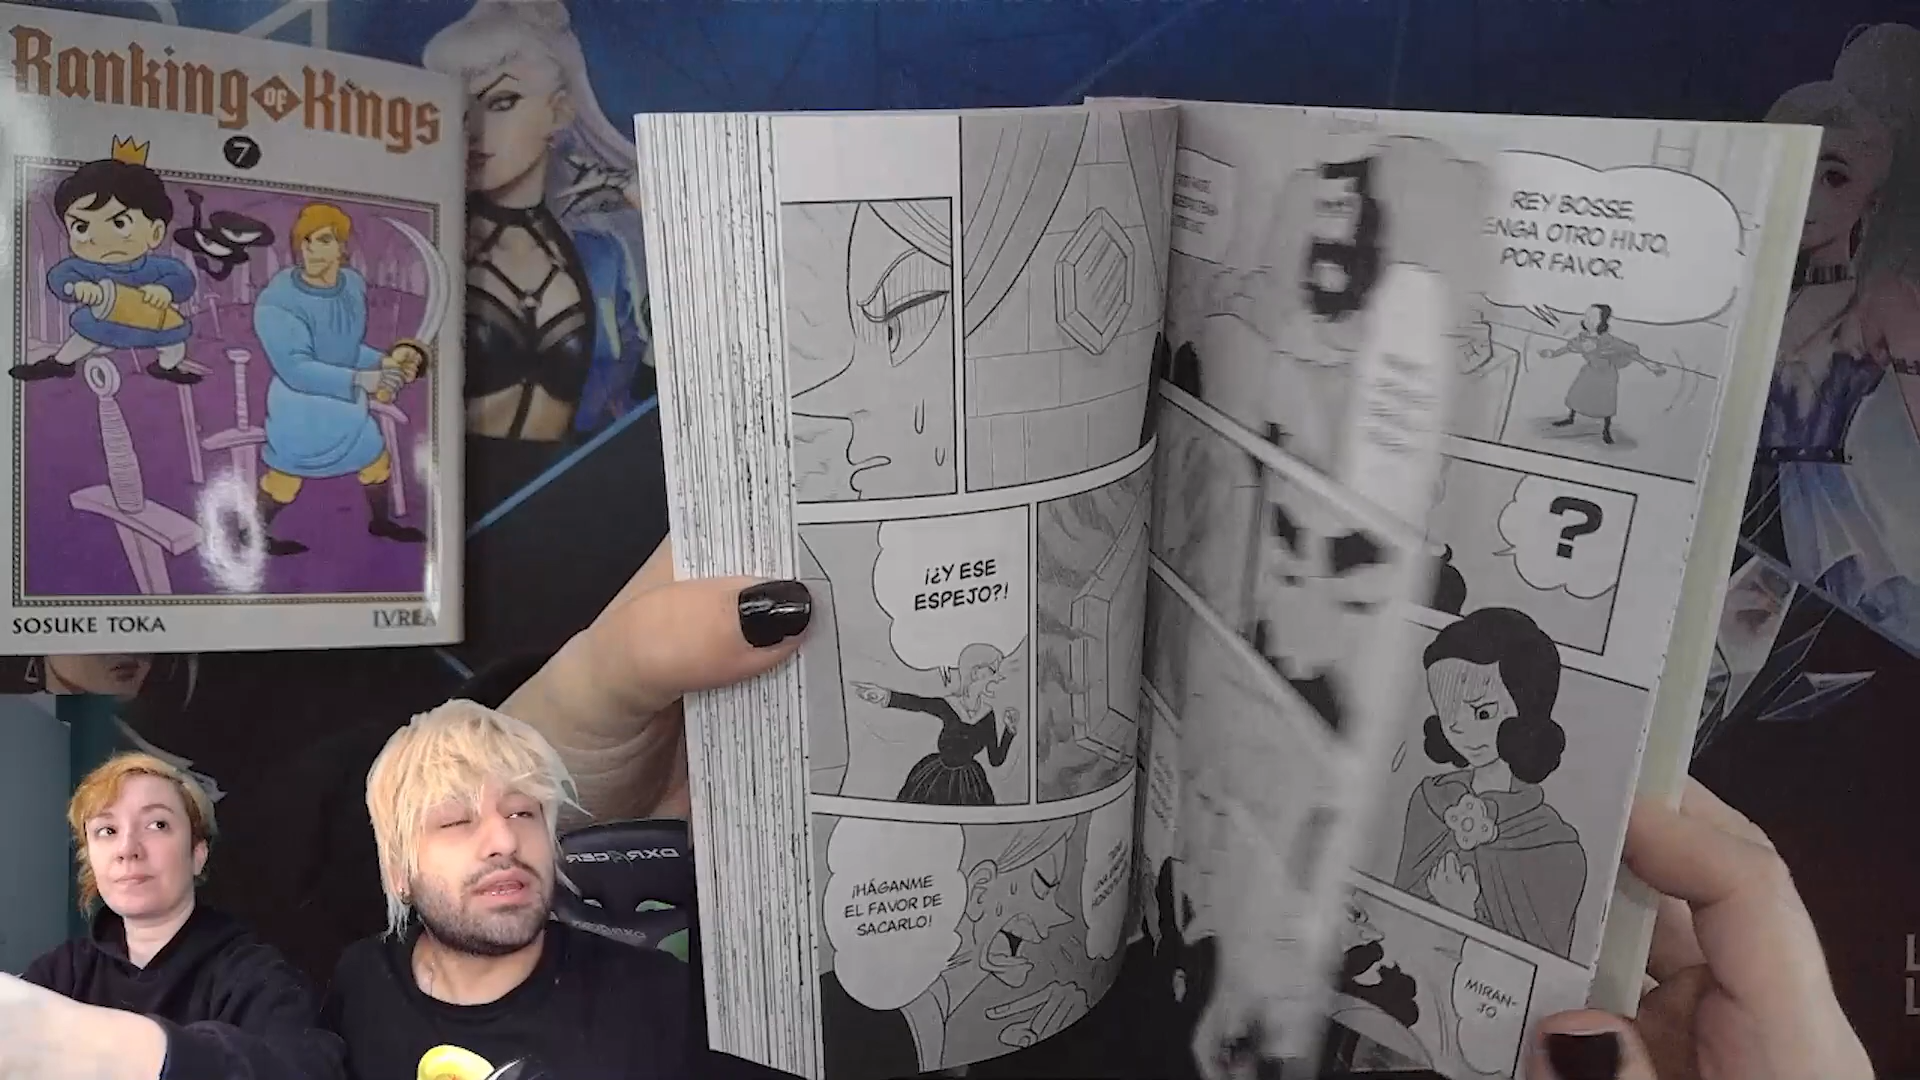 Ranking OF Kings
7
SOSUKE TOKA
IVREA
REY BOSSE,
ENGA OTRO HIJO,
POR FAVOR.
?
¡¿Y ESE
ESPEJO?!
¡HÁGANME
EL FAVOR DE
SACARLO!
MIRAN-
JO
DXRACER